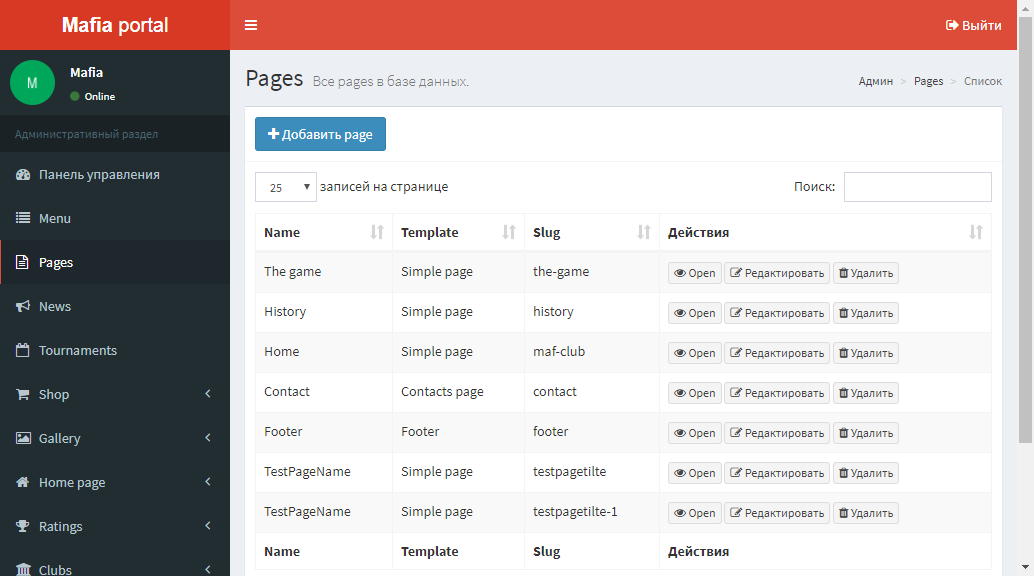 Mafia portal
Выйти
M
Mafia
Online
Административный раздел
Панель управления
Menu
Pages
News
Tournaments
Shop
Gallery
Home page
Ratings
Clubs
Pages Все pages в базе данных.
Админ > Pages > Список
Добавить page
25 записей на странице
Поиск:
Name Template Slug Действия
The game Simple page the-game Open Редактировать Удалить
History Simple page history Open Редактировать Удалить
Home Simple page maf-club Open Редактировать Удалить
Contact Contacts page contact Open Редактировать Удалить
Footer Footer footer Open Редактировать Удалить
TestPageName Simple page testpagetilte Open Редактировать Удалить
TestPageName Simple page testpagetilte-1 Open Редактировать Удалить
Name Template Slug Действия